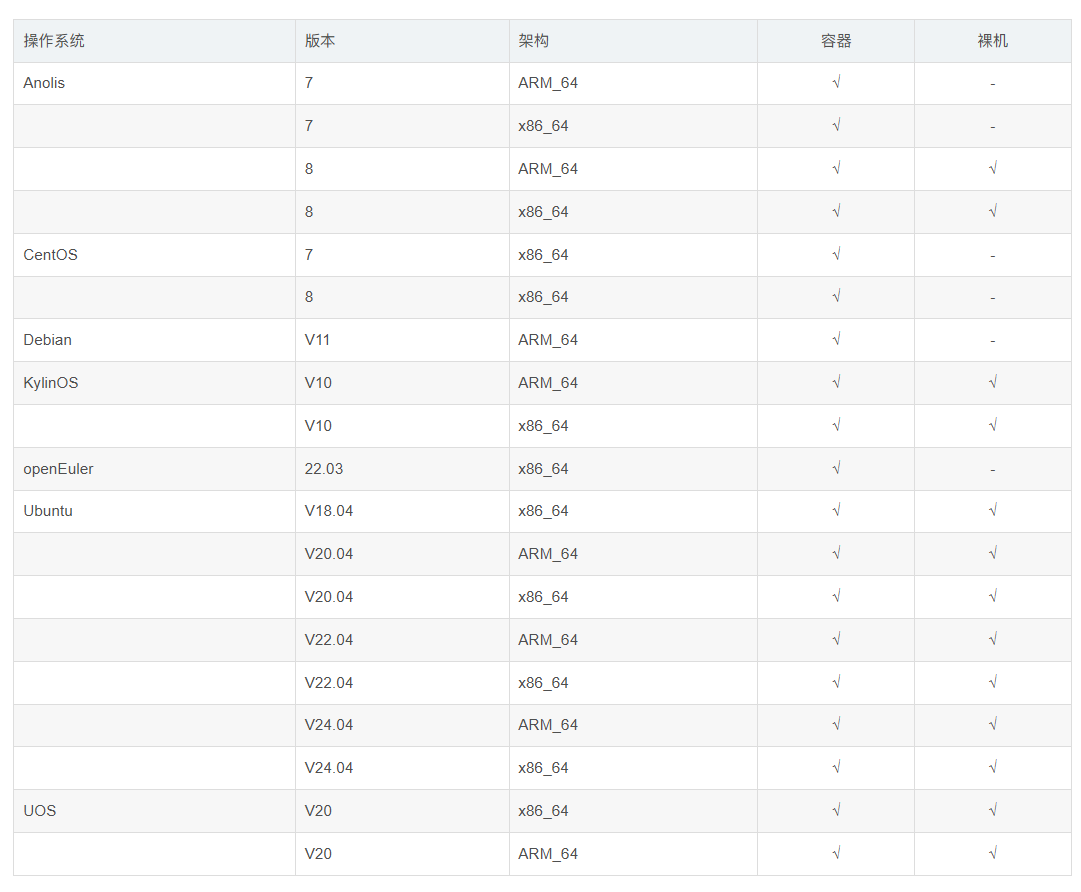 操作系统 版本 架构 容器 裸机
Anolis 7 ARM_64 √ -
7 x86_64 √ -
8 ARM_64 √ √
8 x86_64 √ √
CentOS 7 x86_64 √ -
8 x86_64 √ -
Debian V11 ARM_64 √ -
KylinOS V10 ARM_64 √ √
V10 x86_64 √ √
openEuler 22.03 x86_64 √ -
Ubuntu V18.04 x86_64 √ √
V20.04 ARM_64 √ √
V20.04 x86_64 √ √
V22.04 ARM_64 √ √
V22.04 x86_64 √ √
V24.04 ARM_64 √ √
V24.04 x86_64 √ √
UOS V20 x86_64 √ √
V20 ARM_64 √ √